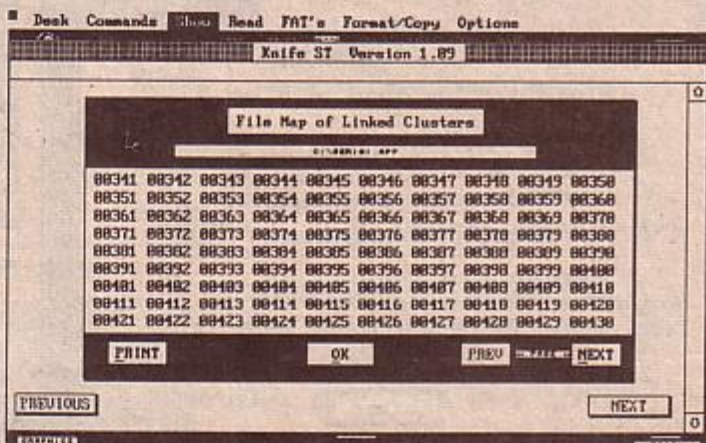 Desk Commands Show Read FAT's Format/Copy Options
Knife ST Version 1.09
File Map of Linked Clusters
00341 00342 00343 00344 00345 00346 00347 00348 00349 00350
00351 00352 00353 00354 00355 00356 00357 00358 00359 00360
00361 00362 00363 00364 00365 00366 00367 00368 00369 00370
00371 00372 00373 00374 00375 00376 00377 00378 00379 00380
00381 00382 00383 00384 00385 00386 00387 00388 00389 00390
00391 00392 00393 00394 00395 00396 00397 00398 00399 00400
00401 00402 00403 00404 00405 00406 00407 00408 00409 00410
00411 00412 00413 00414 00415 00416 00417 00418 00419 00420
00421 00422 00423 00424 00425 00426 00427 00428 00429 00430
PRINT OK PREV NEXT
PREVIOUS NEXT